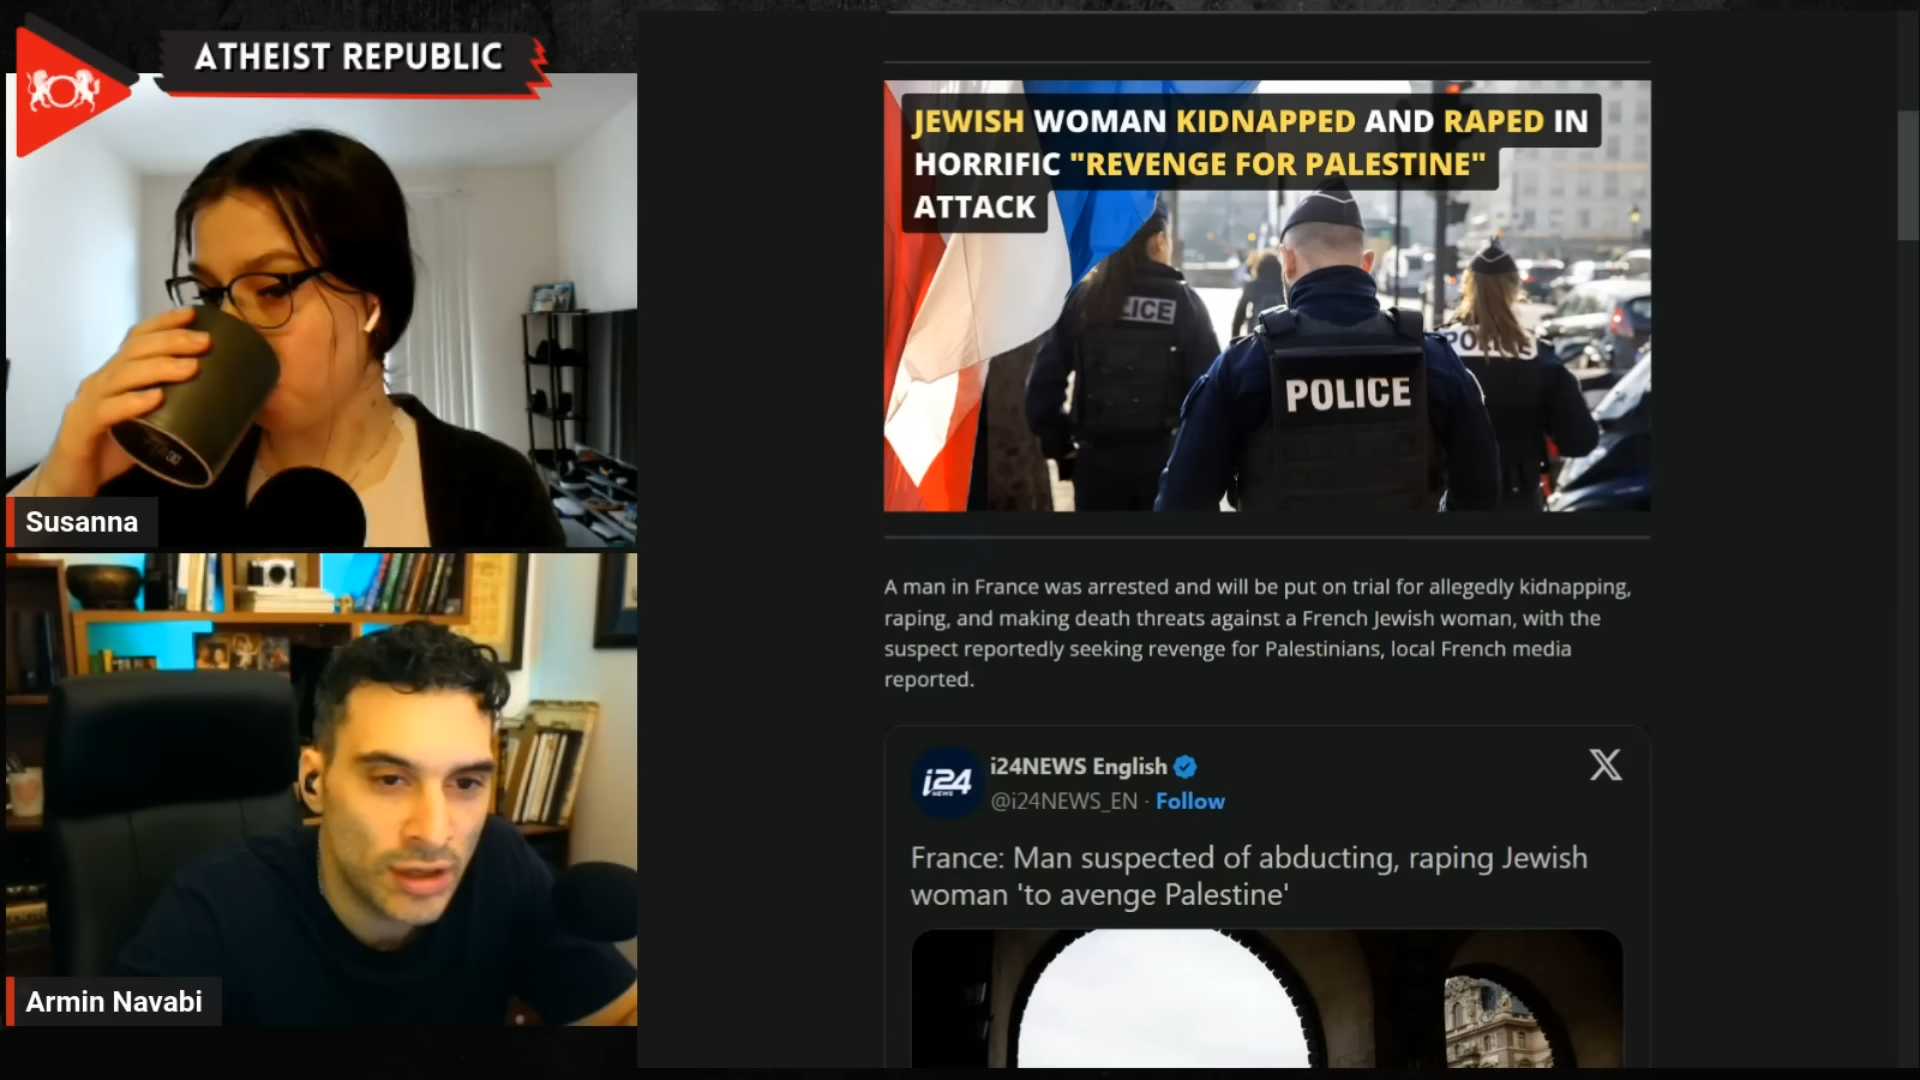 ATHEIST REPUBLIC
Susanna
Armin Navabi
JEWISH WOMAN KIDNAPPED AND RAPED IN
HORRIFIC "REVENGE FOR PALESTINE"
ATTACK
LICE
POLICE
POLICE
A man in France was arrested and will be put on trial for allegedly kidnapping,
raping, and making death threats against a French Jewish woman, with the
suspect reportedly seeking revenge for Palestinians, local French media
reported.
i24
NEWS
i24NEWS English
@i24NEWS_EN · Follow
X
France: Man suspected of abducting, raping Jewish
woman 'to avenge Palestine'